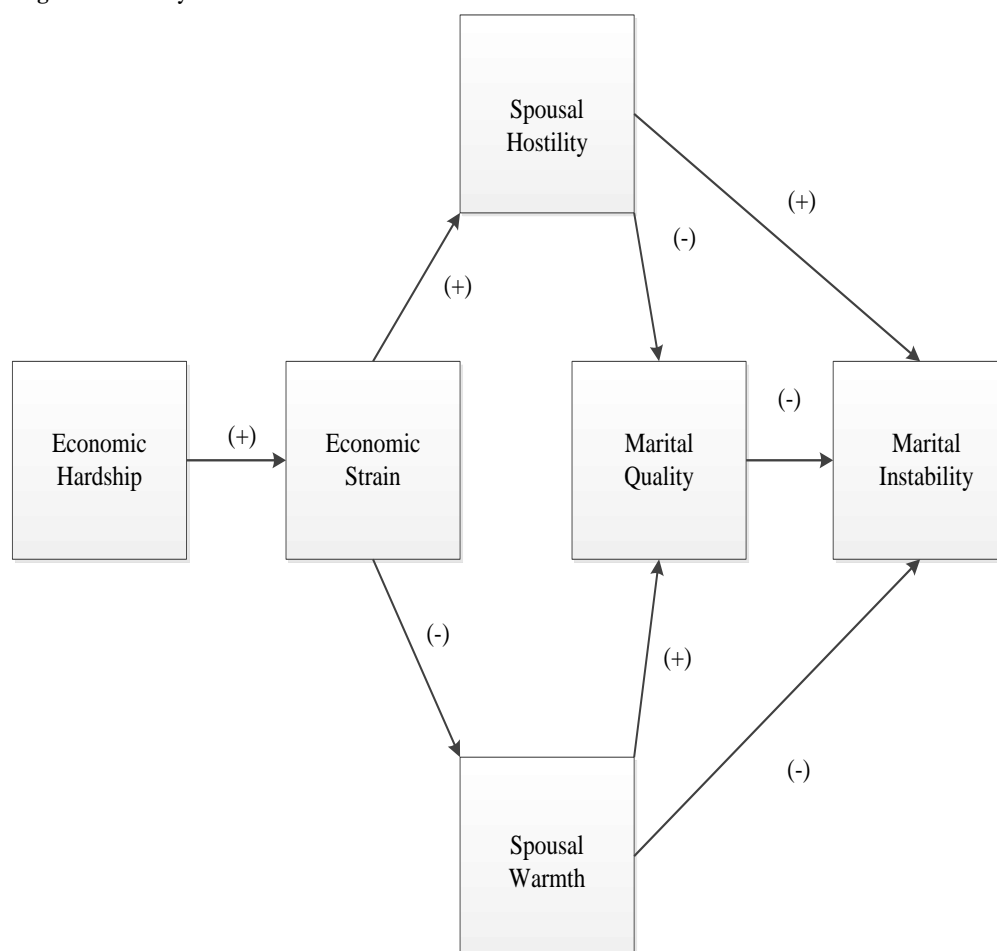 Spousal
Hostility
(+)
(-)
(+)
Economic
Hardship
(+)
Economic
Strain
Marital
Quality
(-)
Marital
Instability
(-)
(+)
(-)
Spousal
Warmth